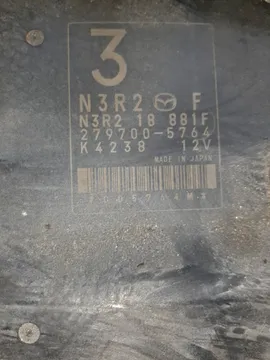 3
N3R2 F
N3R2 18 881F
279700-5764
K4238 12V
MADE IN JAPAN